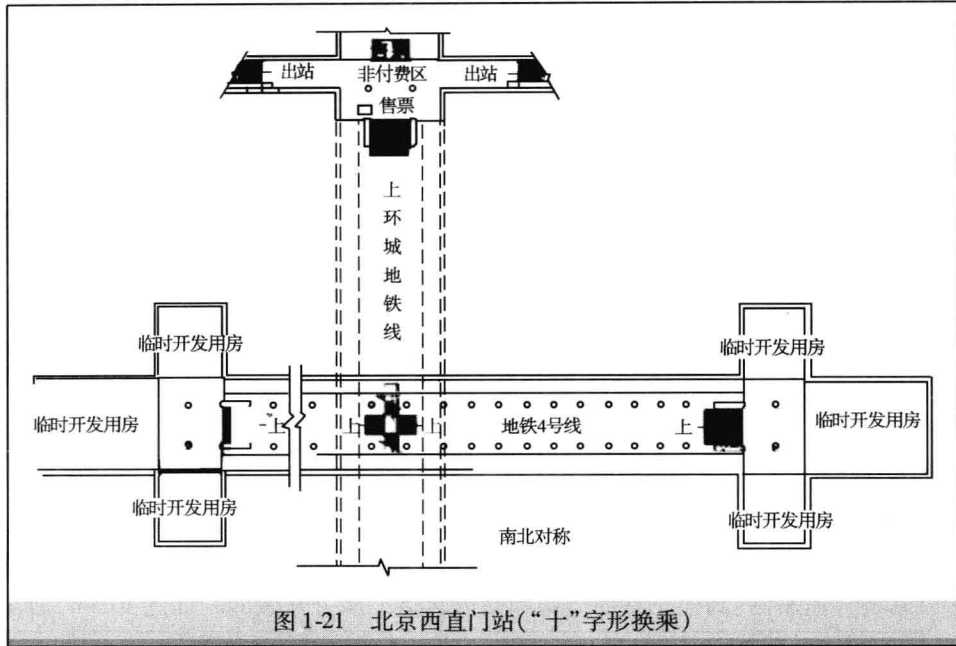 出站
非付费区
出站
售票
上环城地铁线
临时开发用房
临时开发用房
临时开发用房
上
上
上
地铁4号线
上
临时开发用房
临时开发用房
临时开发用房
南北对称
图1-21 北京西直门站(“十”字形换乘)